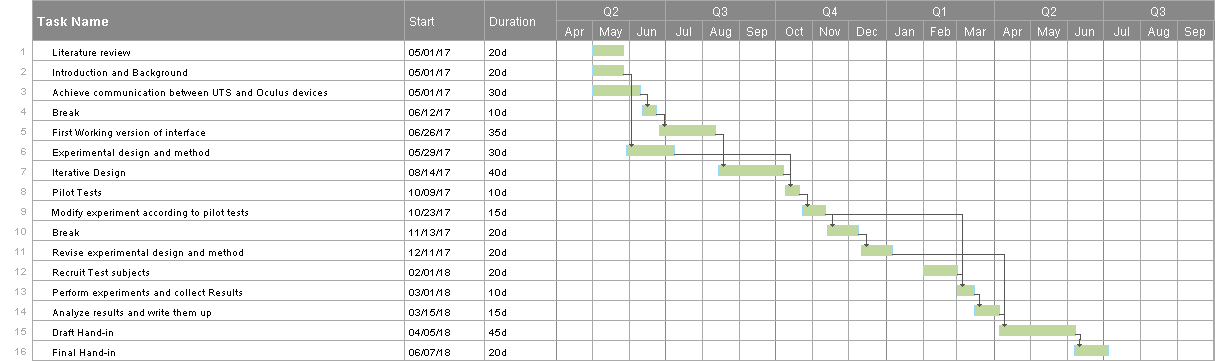 Task Name Start Duration Q2 Q3 Q4 Q1 Q2 Q3
Apr May Jun Jul Aug Sep Oct Nov Dec Jan Feb Mar Apr May Jun Jul Aug Sep
1 Literature review 05/01/17 20d
2 Introduction and Background 05/01/17 20d
3 Achieve communication between UTS and Oculus devices 05/01/17 30d
4 Break 06/12/17 10d
5 First Working version of interface 06/26/17 35d
6 Experimental design and method 05/29/17 30d
7 Iterative Design 08/14/17 40d
8 Pilot Tests 10/09/17 10d
9 Modify experiment according to pilot tests 10/23/17 15d
10 Break 11/13/17 20d
11 Revise experimental design and method 12/11/17 20d
12 Recruit Test subjects 02/01/18 20d
13 Perform experiments and collect Results 03/01/18 10d
14 Analyze results and write them up 03/15/18 15d
15 Draft Hand-in 04/05/18 45d
16 Final Hand-in 06/07/18 20d